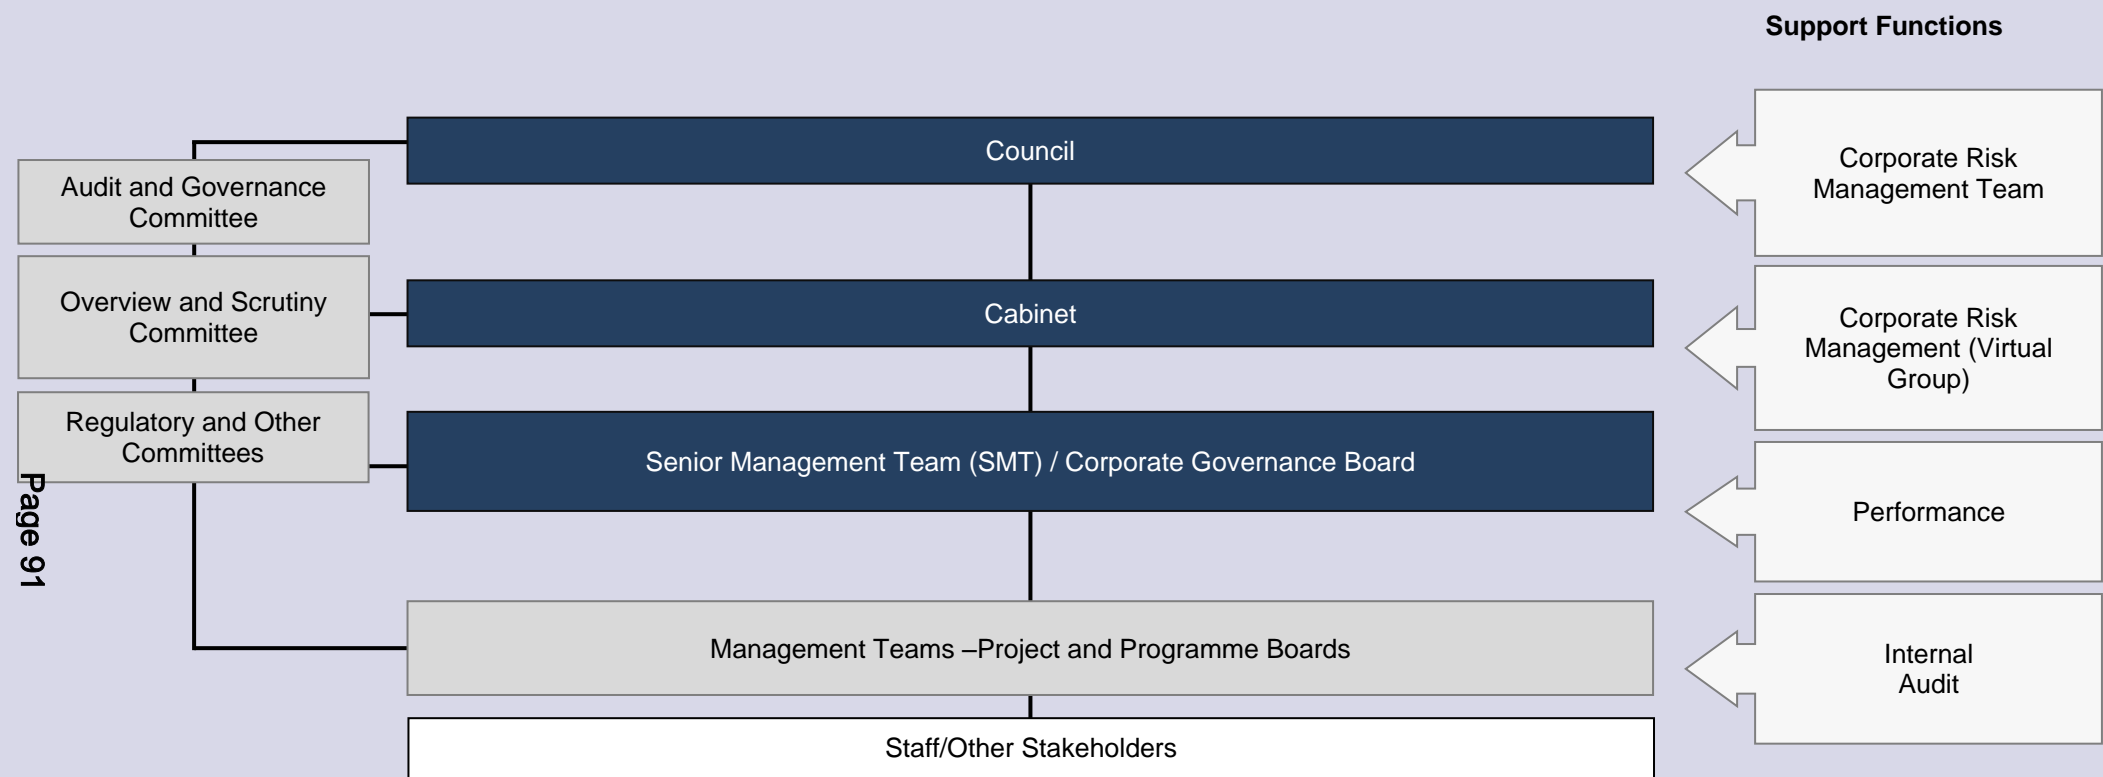 Support Functions
Council
Audit and Governance
Committee
Corporate Risk
Management Team
Overview and Scrutiny
Committee
Cabinet
Corporate Risk
Management (Virtual
Group)
Regulatory and Other
Committees
Senior Management Team (SMT) / Corporate Governance Board
Performance
Page 91
Management Teams –Project and Programme Boards
Internal
Audit
Staff/Other Stakeholders